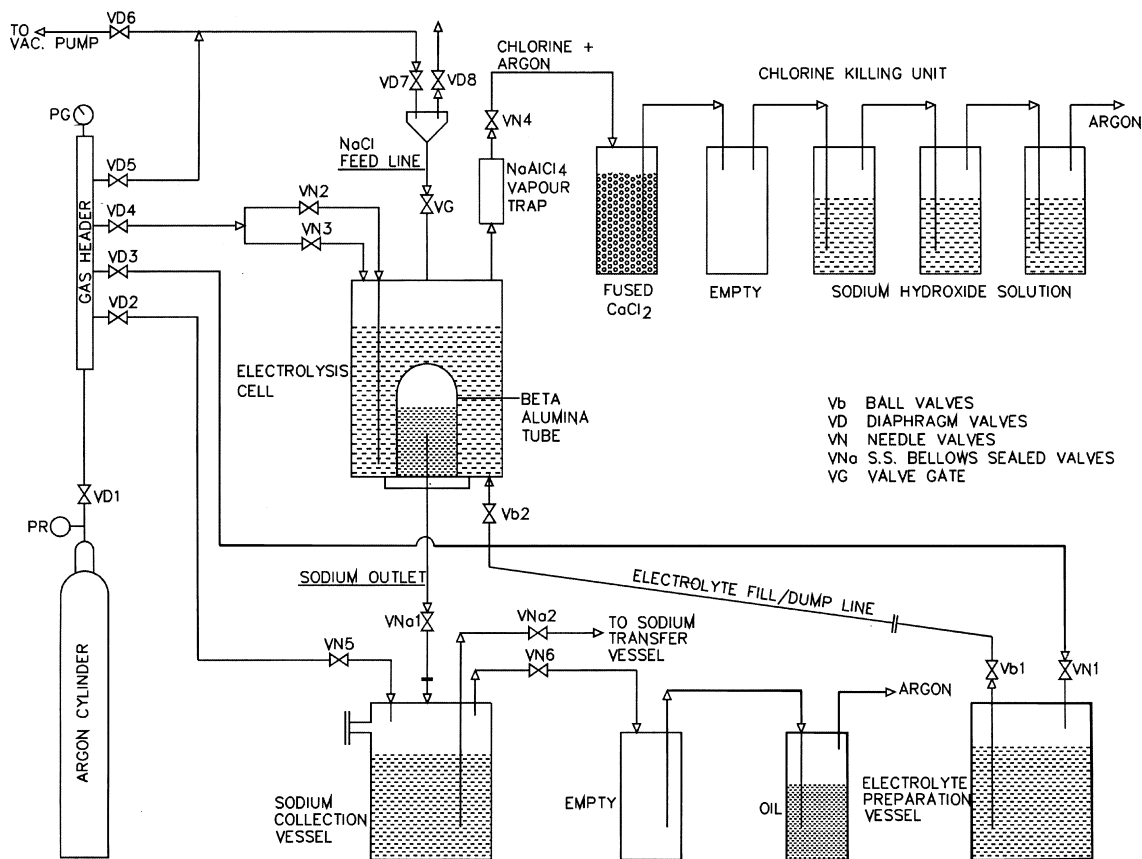 TO
VAC. PUMP
VD6
VD7
VD8
CHLORINE +
ARGON
CHLORINE KILLING UNIT
PG
VN4
ARGON
VD5
NaCl
FEED LINE
NaAlCl4
VAPOUR
TRAP
VD4
VN2
VG
VN3
VD3
GAS HEADER
VD2
FUSED
CaCl2
EMPTY
SODIUM HYDROXIDE SOLUTION
ELECTROLYSIS
CELL
BETA
ALUMINA
TUBE
Vb BALL VALVES
VD DIAPHRAGM VALVES
VN NEEDLE VALVES
VNa S.S. BELLOWS SEALED VALVES
VG VALVE GATE
VD1
PR
Vb2
SODIUM OUTLET
ELECTROLYTE FILL/DUMP LINE
VNa1
VNa2
TO SODIUM
TRANSFER
VESSEL
VN5
VN6
Vb1
VN1
ARGON
ARGON CYLINDER
SODIUM
COLLECTION
VESSEL
EMPTY
OIL
ELECTROLYTE
PREPARATION
VESSEL